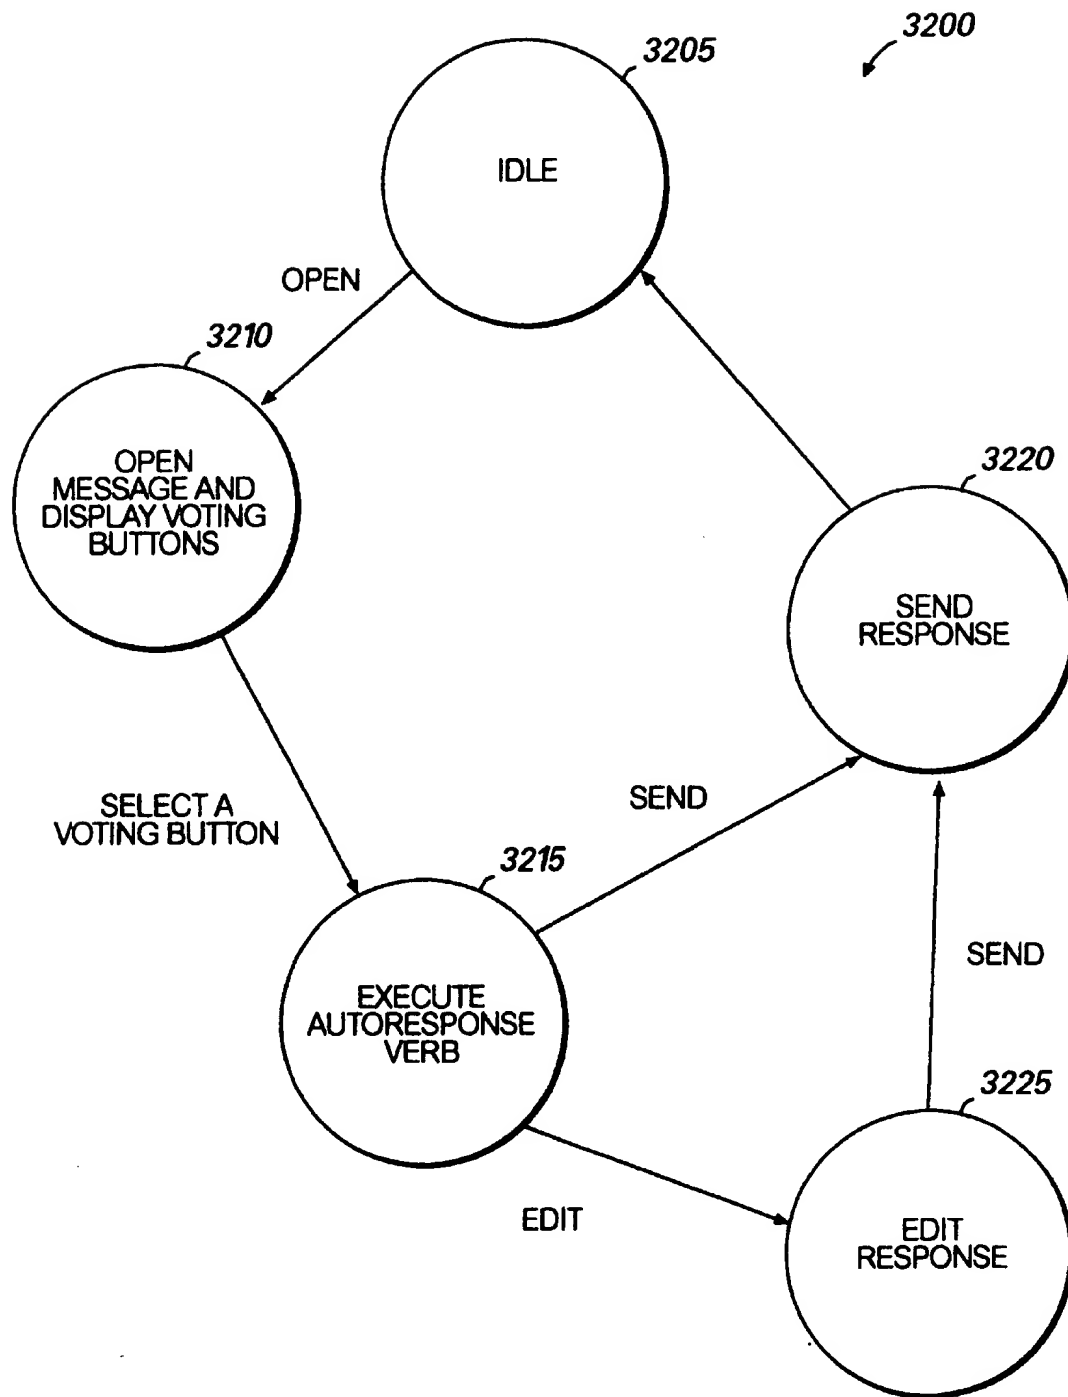 3200
3205
IDLE
OPEN
3210
OPEN
MESSAGE AND
DISPLAY VOTING
BUTTONS
3220
SEND
RESPONSE
SELECT A
VOTING BUTTON
SEND
3215
EXECUTE
AUTORESPONSE
VERB
SEND
3225
EDIT
EDIT
RESPONSE